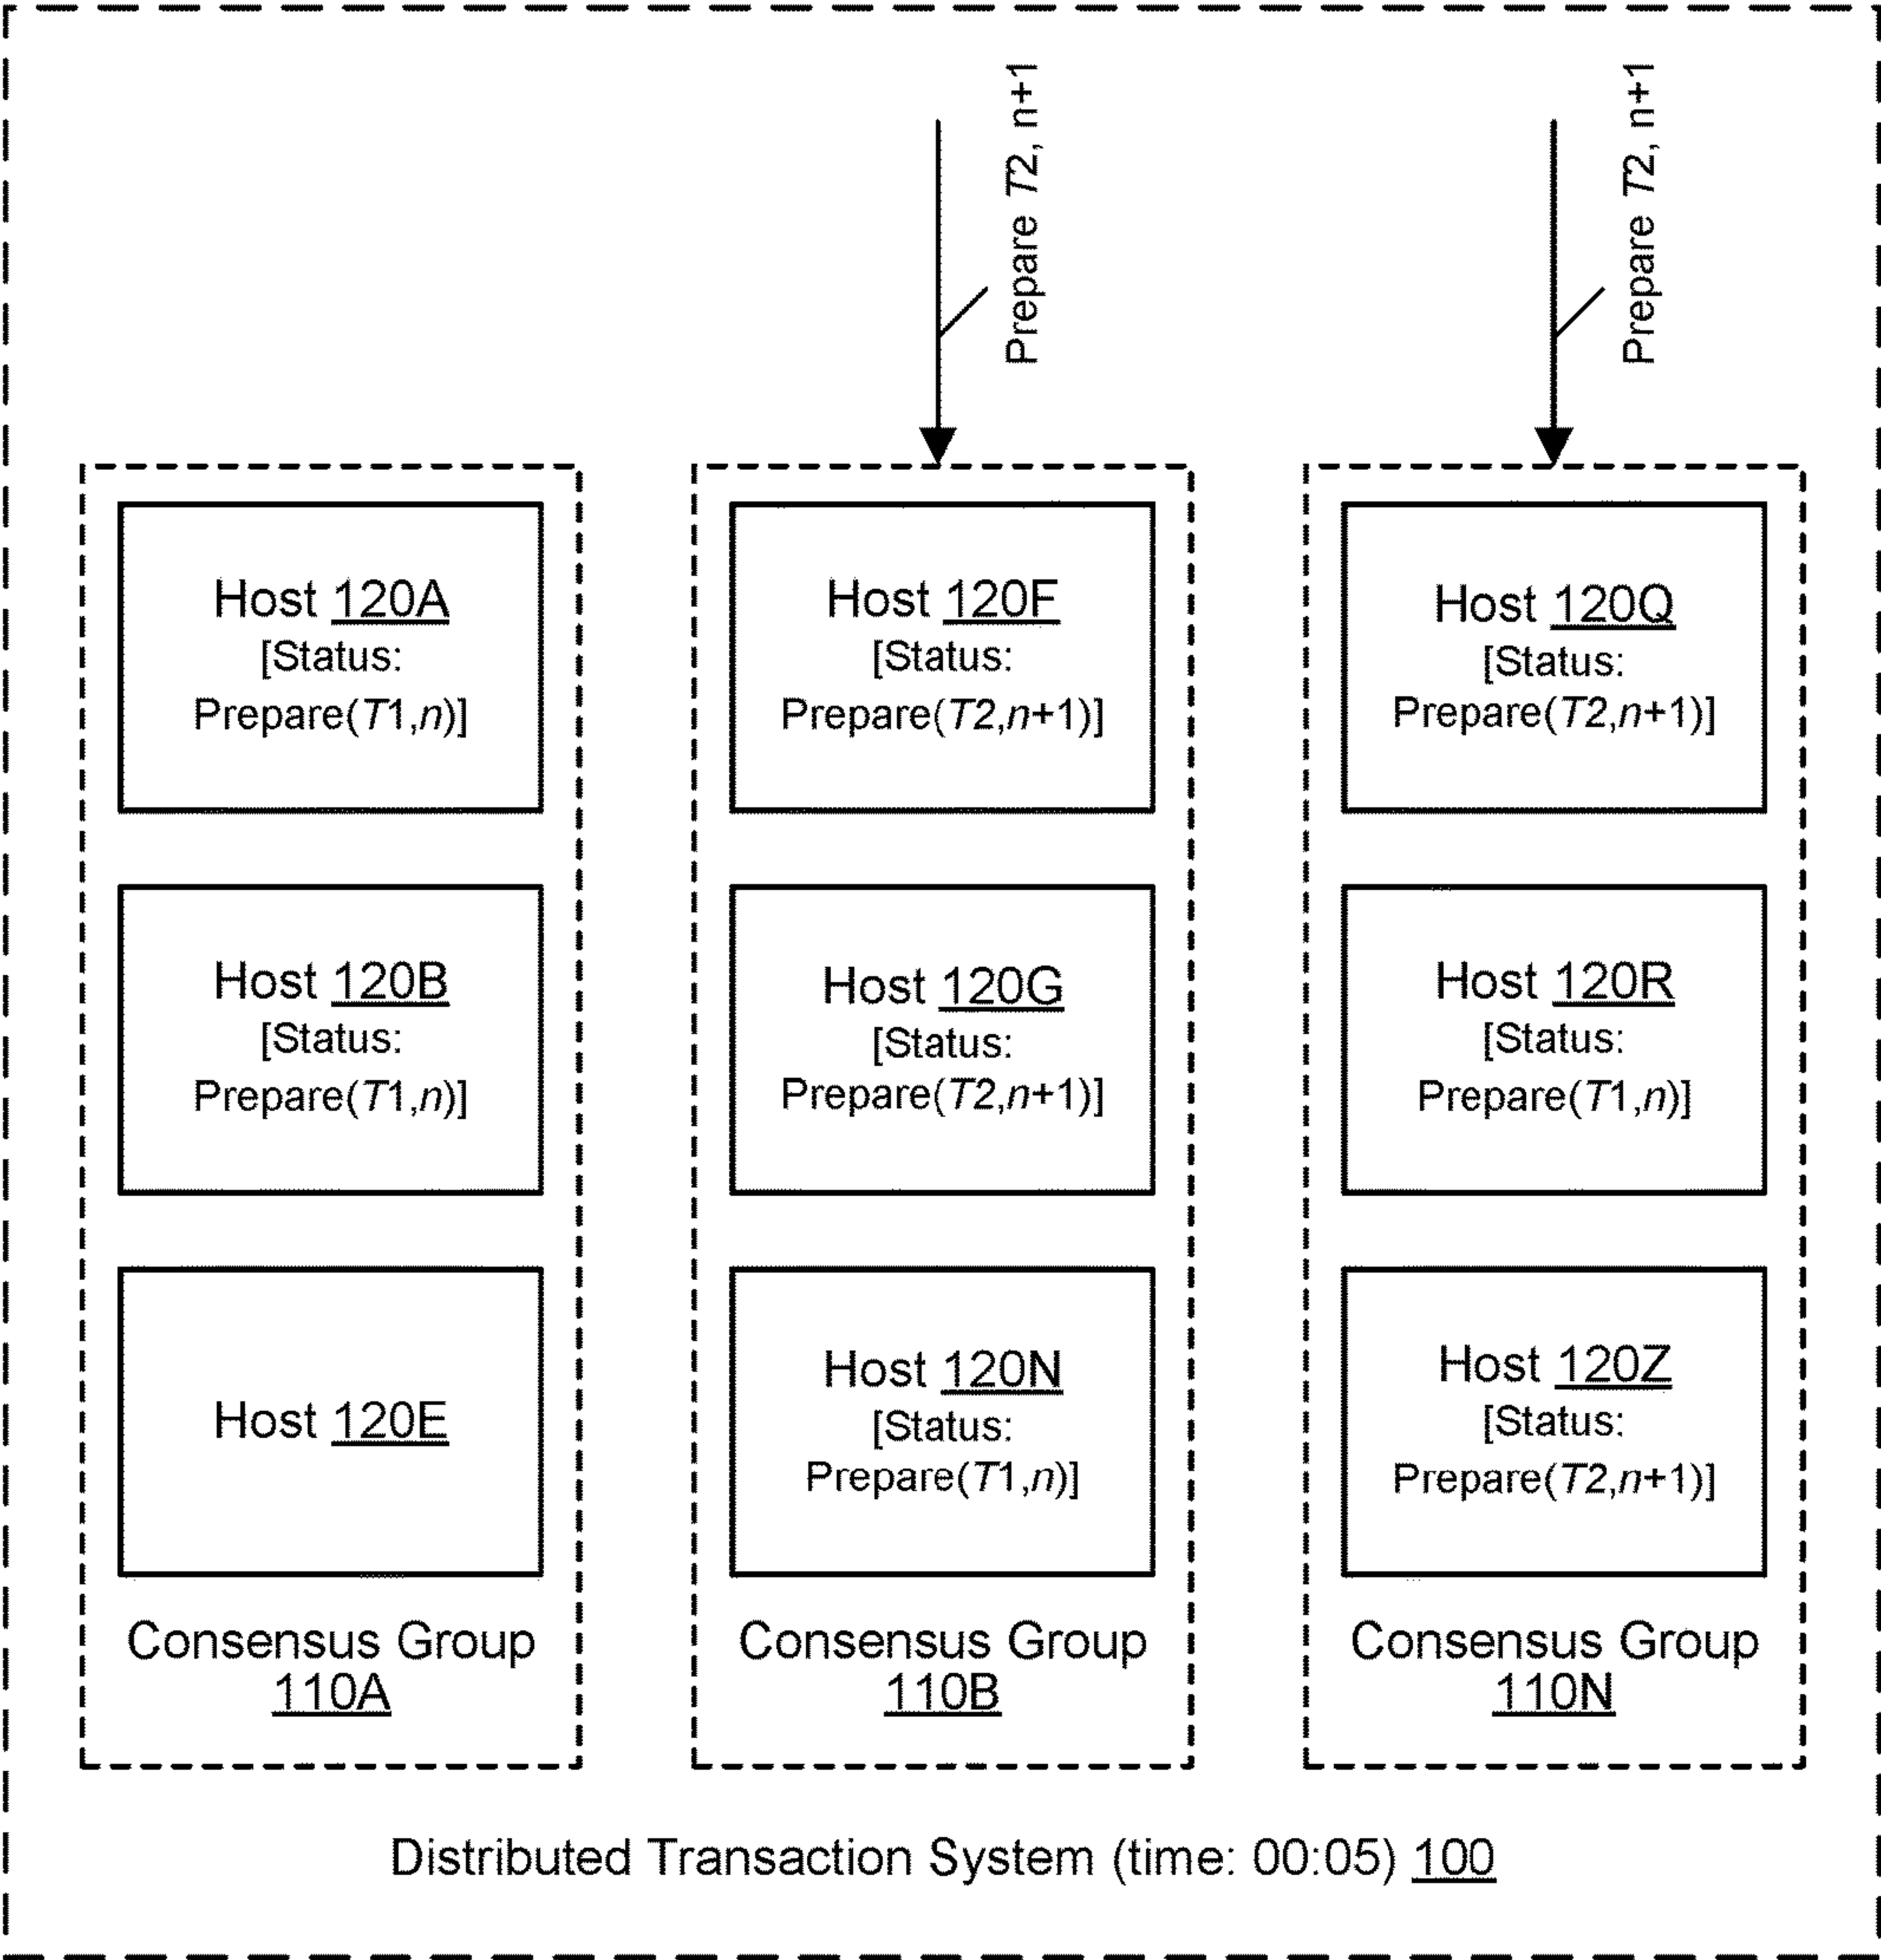 Prepare T2, n+1
Prepare T2, n+1
Host 120A
[Status:
Prepare(T1,n)]
Host 120B
[Status:
Prepare(T1,n)]
Host 120E
Consensus Group
110A
Host 120F
[Status:
Prepare(T2,n+1)]
Host 120G
[Status:
Prepare(T2,n+1)]
Host 120N
[Status:
Prepare(T1,n)]
Consensus Group
110B
Host 120Q
[Status:
Prepare(T2,n+1)]
Host 120R
[Status:
Prepare(T1,n)]
Host 120Z
[Status:
Prepare(T2,n+1)]
Consensus Group
110N
Distributed Transaction System (time: 00:05) 100